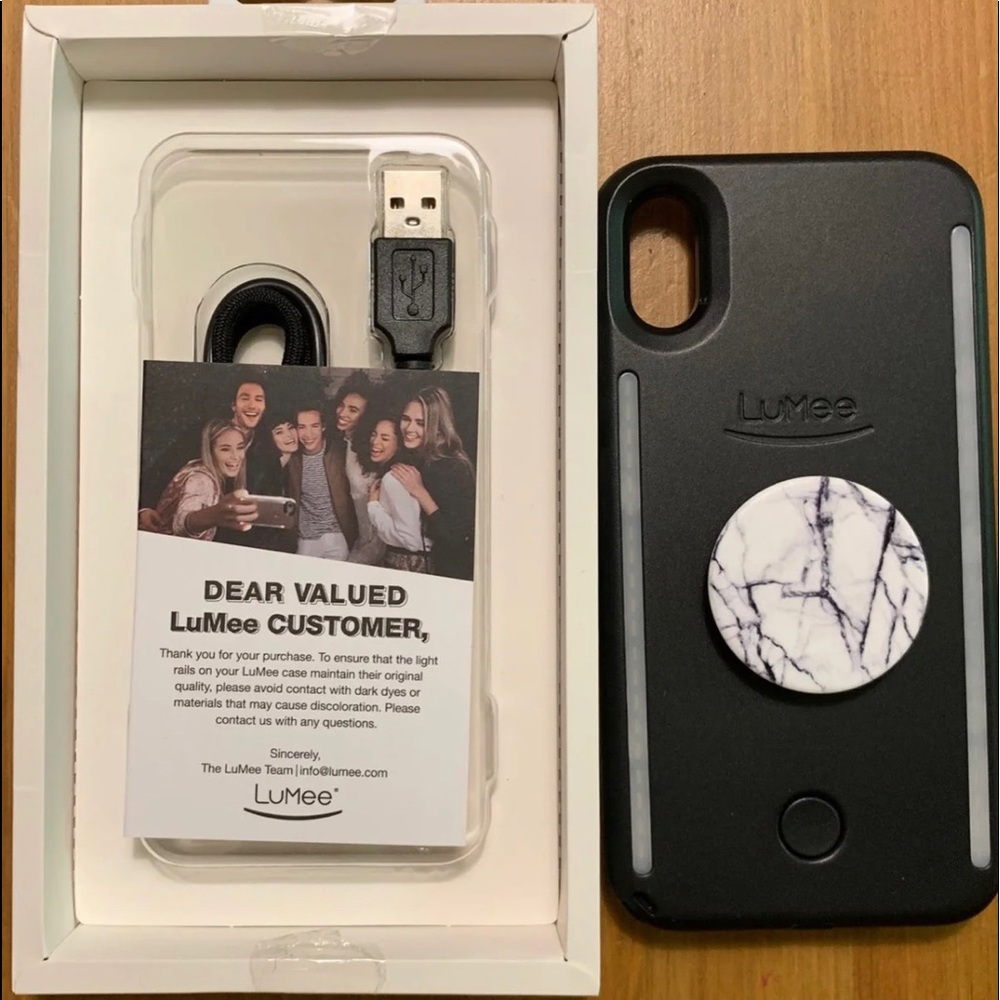 DEAR VALUED
LuMee CUSTOMER,
Thank you for your purchase. To ensure that the light
rails on your LuMee case maintain their original
quality, please avoid contact with dark dyes or
materials that may cause discoloration. Please
contact us with any questions.
Sincerely,
The LuMee Team|info@lumee.com
LuMee®
LuMee